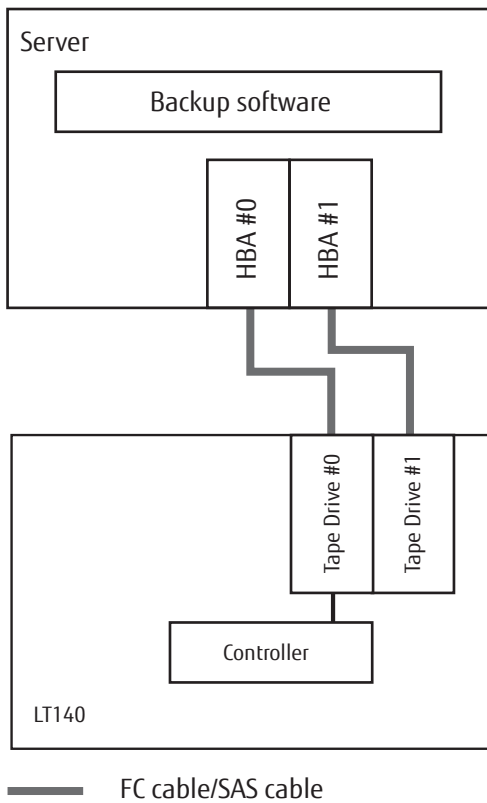 Server
Backup software
HBA #0
HBA #1
Tape Drive #0
Tape Drive #1
Controller
LT140
FC cable/SAS cable